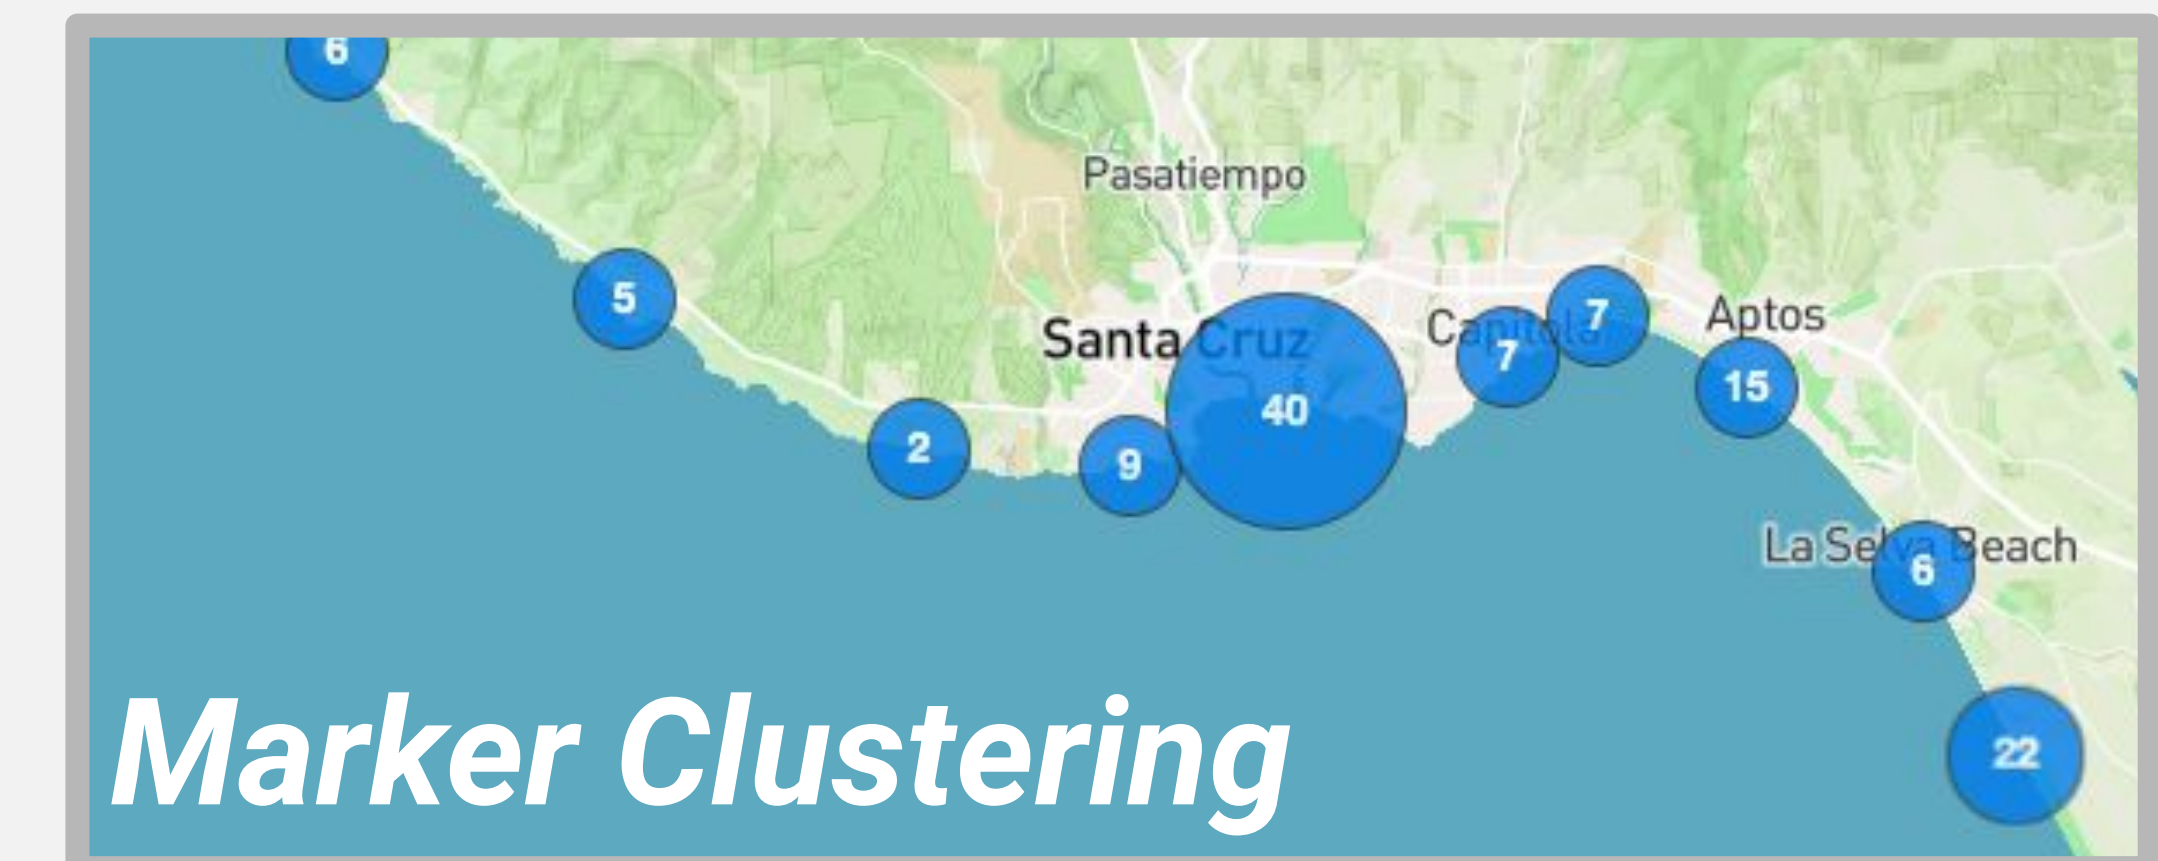 6
Pasatiempo
5
7
Aptos
Capitola
Santa Cruz
7
15
40
2
9
La Selva Beach
6
22
Marker Clustering